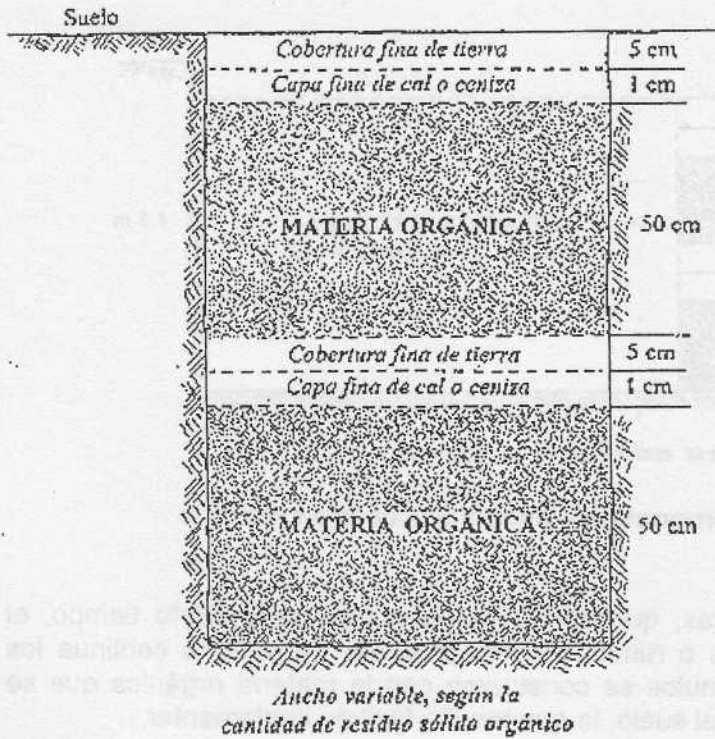 Suelo
Cobertura fina de tierra 5 cm
Capa fina de cal o ceniza 1 cm
MATERIA ORGÁNICA 50 cm
Cobertura fina de tierra 5 cm
Capa fina de cal o ceniza 1 cm
MATERIA ORGÁNICA 50 cm
Ancho variable, según la
cantidad de residuo sólido orgánico